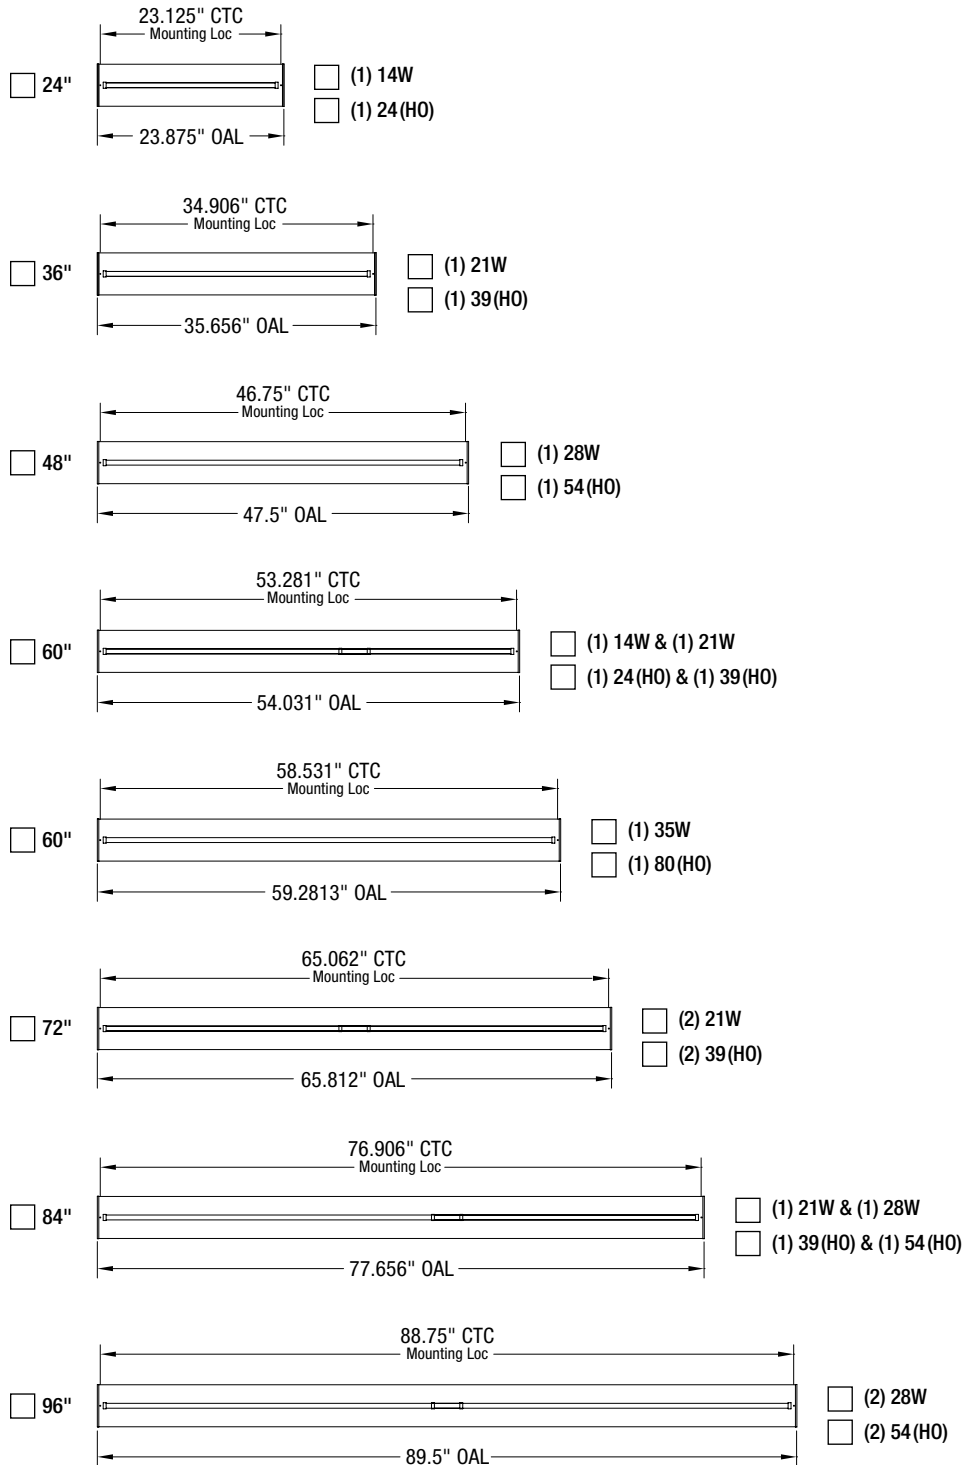 23.125" CTC
Mounting Loc
24"
(1) 14W
(1) 24(HO)
23.875" OAL
34.906" CTC
Mounting Loc
36"
(1) 21W
(1) 39(HO)
35.656" OAL
46.75" CTC
Mounting Loc
48"
(1) 28W
(1) 54(HO)
47.5" OAL
53.281" CTC
Mounting Loc
60"
(1) 14W & (1) 21W
(1) 24(HO) & (1) 39(HO)
54.031" OAL
58.531" CTC
Mounting Loc
60"
(1) 35W
(1) 80(HO)
59.2813" OAL
65.062" CTC
Mounting Loc
72"
(2) 21W
(2) 39(HO)
65.812" OAL
76.906" CTC
Mounting Loc
84"
(1) 21W & (1) 28W
(1) 39(HO) & (1) 54(HO)
77.656" OAL
88.75" CTC
Mounting Loc
96"
(2) 28W
(2) 54(HO)
89.5" OAL